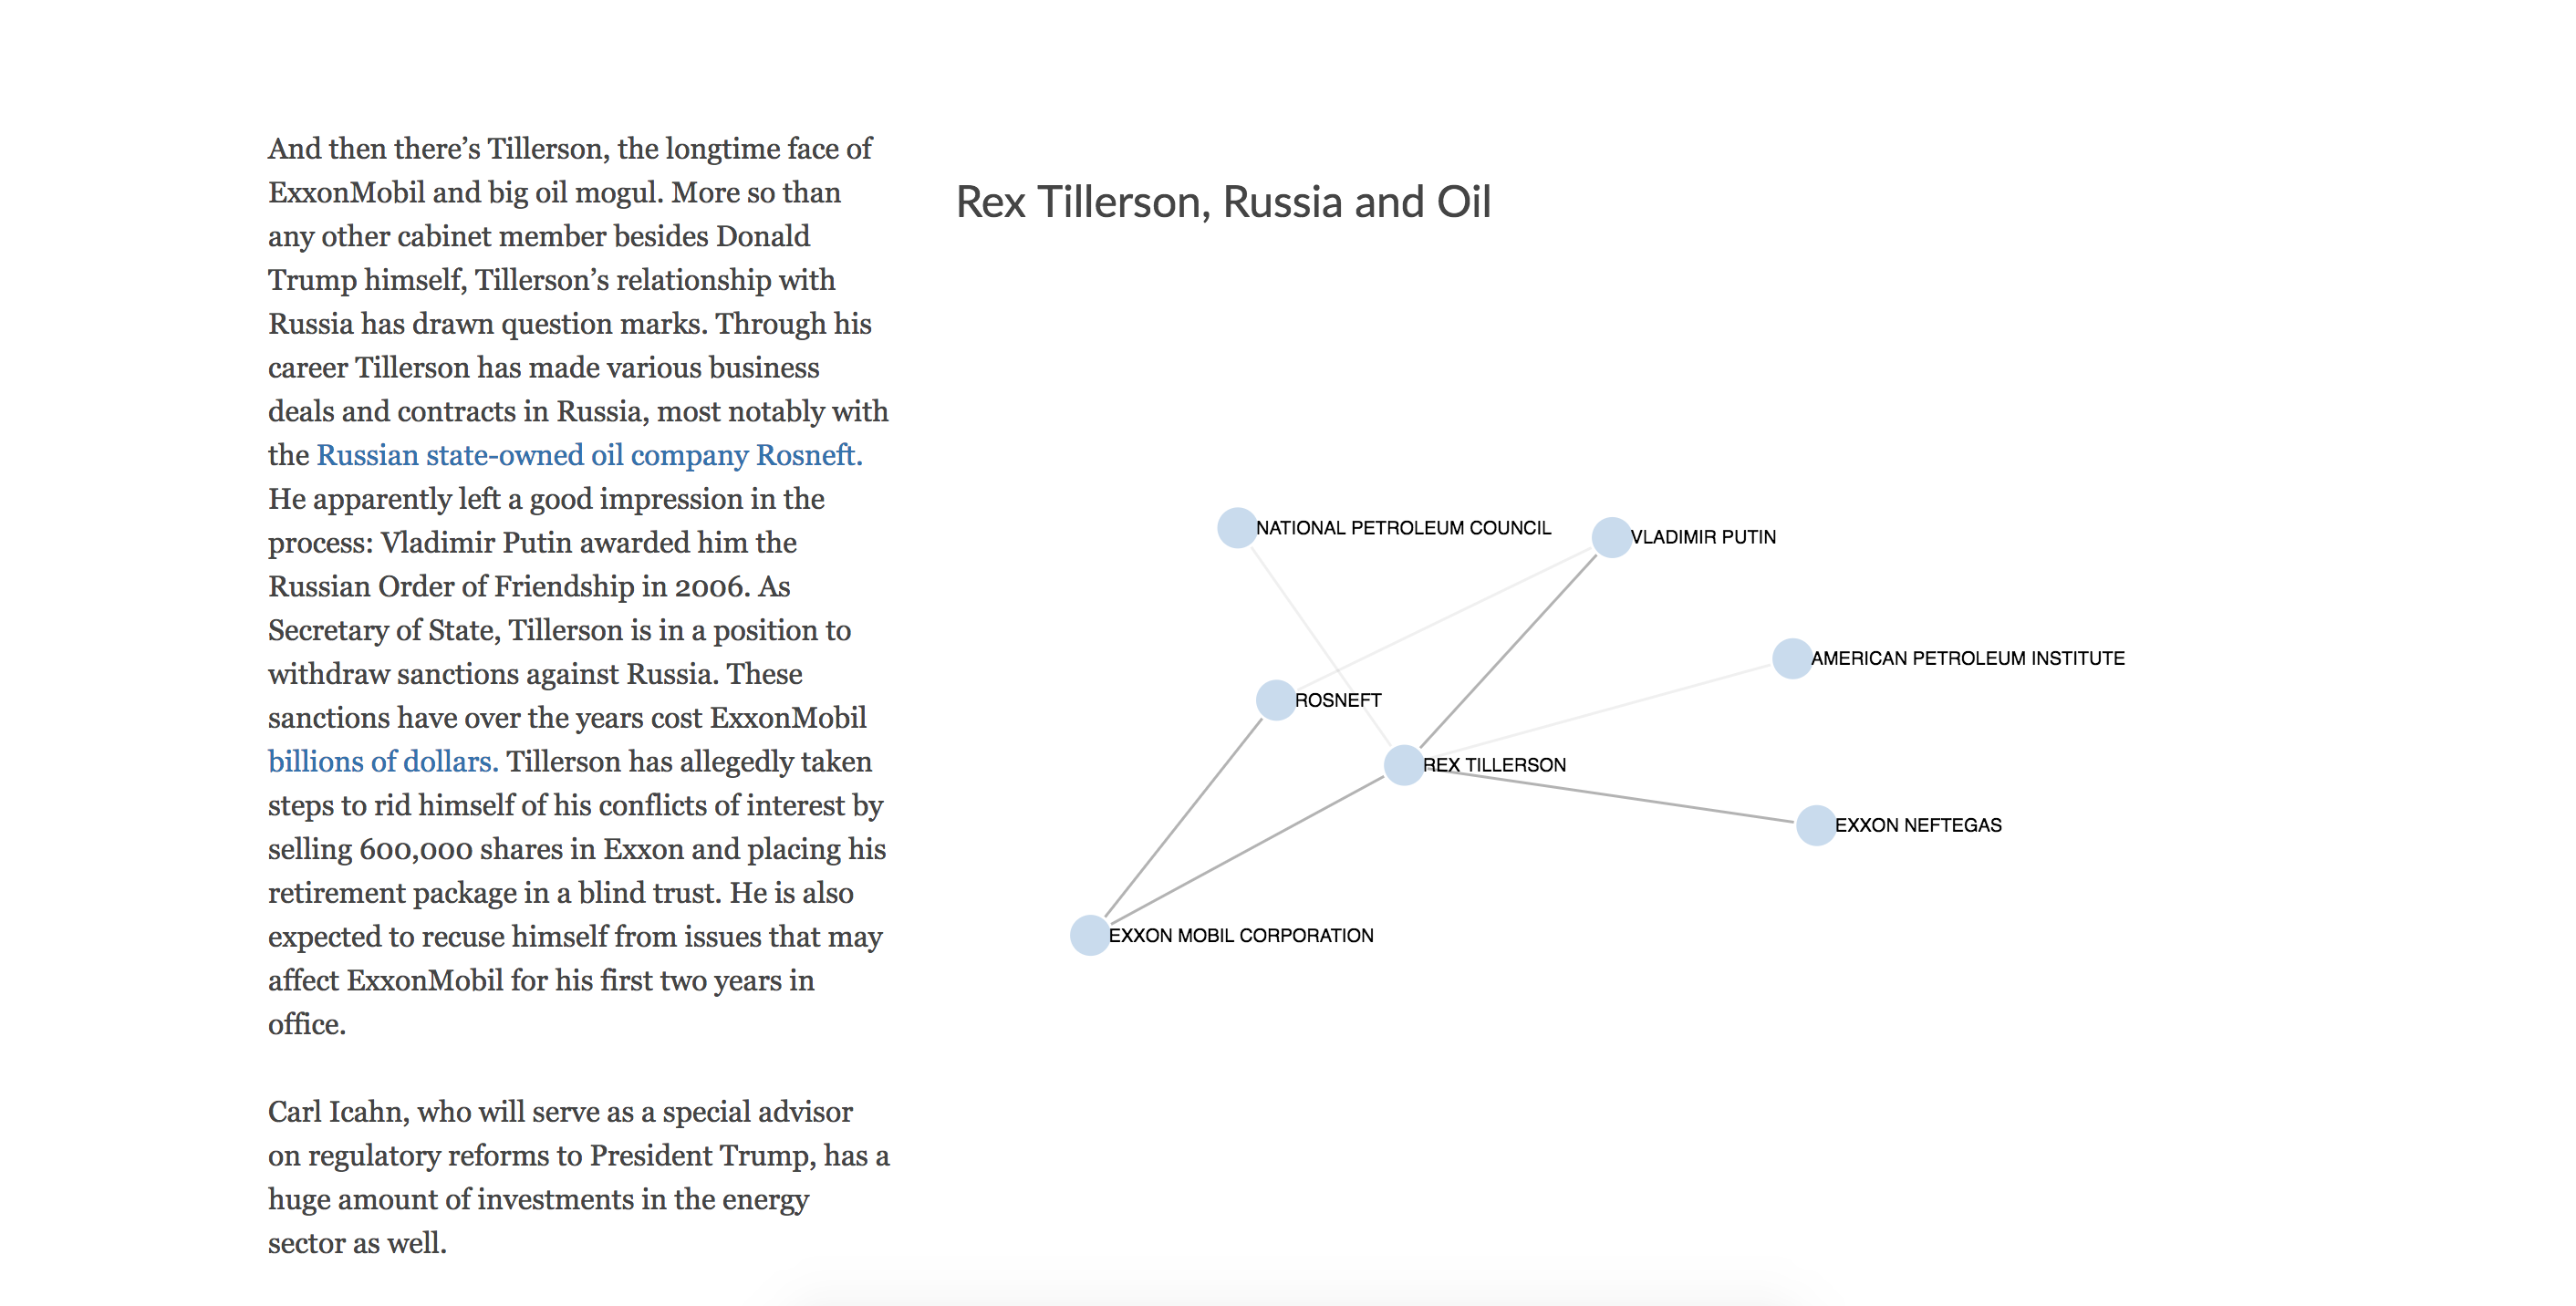 And then there’s Tillerson, the longtime face of
ExxonMobil and big oil mogul. More so than
any other cabinet member besides Donald
Trump himself, Tillerson’s relationship with
Russia has drawn question marks. Through his
career Tillerson has made various business
deals and contracts in Russia, most notably with
the Russian state-owned oil company Rosneft.
He apparently left a good impression in the
process: Vladimir Putin awarded him the
Russian Order of Friendship in 2006. As
Secretary of State, Tillerson is in a position to
withdraw sanctions against Russia. These
sanctions have over the years cost ExxonMobil
billions of dollars. Tillerson has allegedly taken
steps to rid himself of his conflicts of interest by
selling 600,000 shares in Exxon and placing his
retirement package in a blind trust. He is also
expected to recuse himself from issues that may
affect ExxonMobil for his first two years in
office.
Carl Icahn, who will serve as a special advisor
on regulatory reforms to President Trump, has a
huge amount of investments in the energy
sector as well.
Rex Tillerson, Russia and Oil
NATIONAL PETROLEUM COUNCIL
VLADIMIR PUTIN
AMERICAN PETROLEUM INSTITUTE
ROSNEFT
REX TILLERSON
EXXON NEFTEGAS
EXXON MOBIL CORPORATION